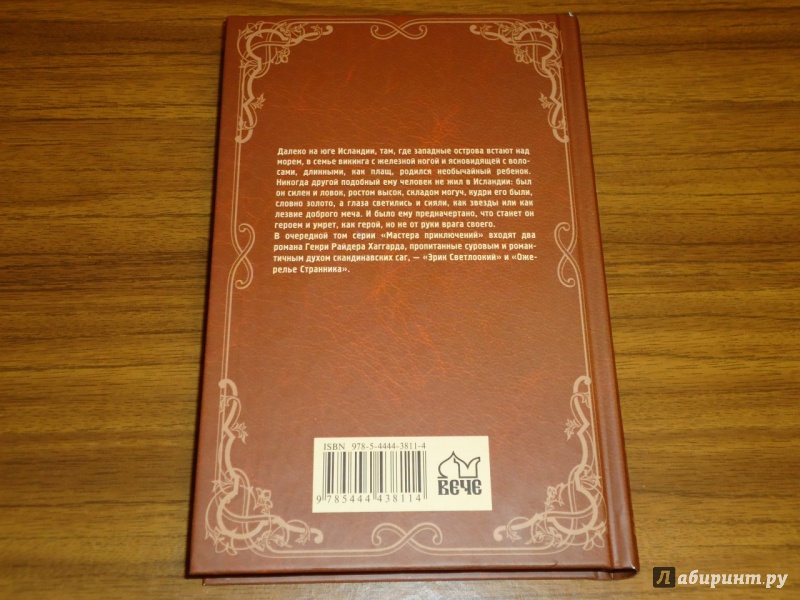 Далеко на юге Исландии, там, где западные острова встают над
морем, в семье викинга с железной ногой и ясновидящей с воло-
сами, длинными, как плащ, родился необычайный ребенок.
Никогда другой подобный ему человек не жил в Исландии: был
он силен и ловок, ростом высок, складом могуч, кудри его были,
словно золото, а глаза светились и сияли, как звезды или как
лезвие доброго меча. И было ему предначертано, что станет он
героем и умрет, как герой, но не от руки врага своего.
В очередной том серии «Мастера приключений» входят два
романа Генри Райдера Хаггарда, пропитанные суровым и роман-
тичным духом скандинавских саг, — «Эрик Светлоокий» и «Оже-
релье Странника».
ISBN 978-5-4444-3811-4
9 785444 438114
ВЕЧЕ
Лабиринт.ру